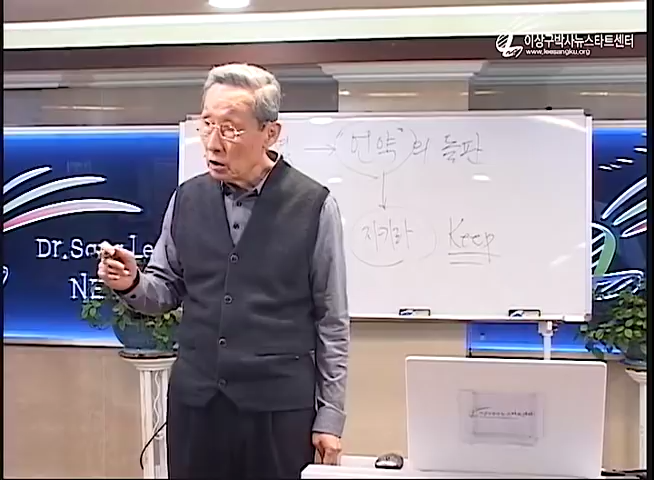 이상구박사뉴스타트센터
www.leesangku.org
→ "언약"의 돌판
지키라 Keep
Dr.Sang Lee
NE